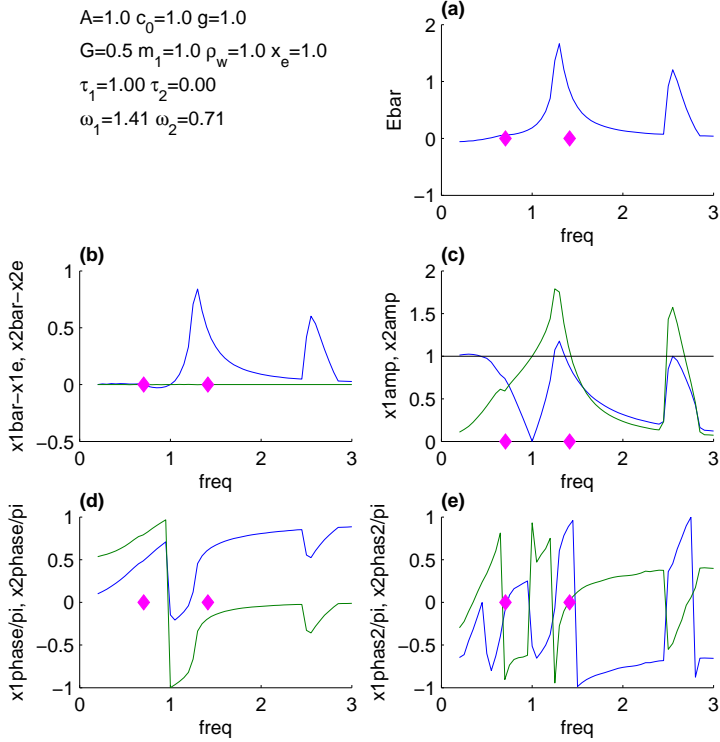 A=1.0 c₀=1.0 g=1.0
G=0.5 m₁=1.0 ρ_w=1.0 x_e=1.0
τ₁=1.00 τ₂=0.00
ω₁=1.41 ω₂=0.71
(a)
2
1
0
−1
Ebar
0 1 2 3
freq
(b)
1
0.5
0
−0.5
x1bar−x1e, x2bar−x2e
0 1 2 3
freq
(c)
2
1.5
1
0.5
0
x1amp, x2amp
0 1 2 3
freq
(d)
1
0.5
0
−0.5
−1
x1phase/pi, x2phase/pi
0 1 2 3
freq
(e)
1
0.5
0
−0.5
−1
x1phas2/pi, x2phas2/pi
0 1 2 3
freq